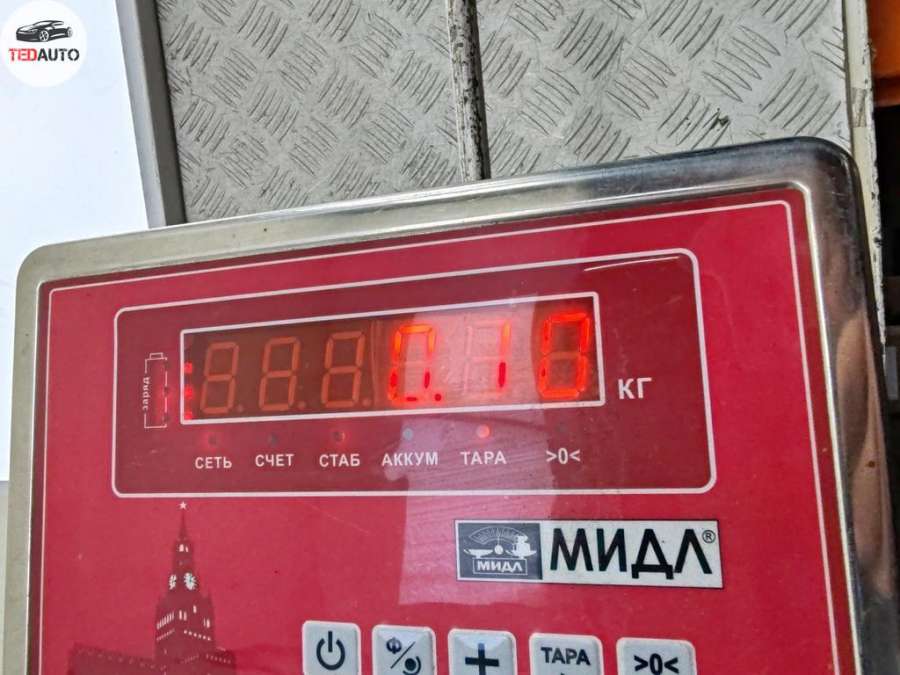 TEDAUTO
заряд
0.10
КГ
СЕТЬ СЧЕТ СТАБ АККУМ ТАРА >0<
МИДЛ МИДЛ®
ТАРА >0<